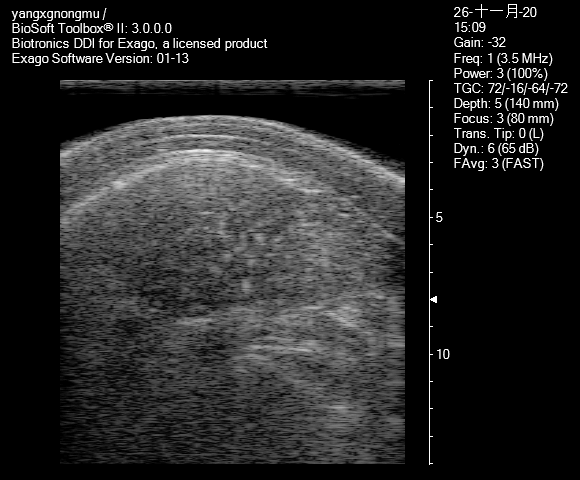 yangxgnongmu /
BioSoft Toolbox® II: 3.0.0.0
Biotronics DDI for Exago, a licensed product
Exago Software Version: 01-13
26-十一月-20
15:09
Gain: -32
Freq: 1 (3.5 MHz)
Power: 3 (100%)
TGC: 72/-16/-64/-72
Depth: 5 (140 mm)
Focus: 3 (80 mm)
Trans. Tip: 0 (L)
Dyn.: 6 (65 dB)
FAvg: 3 (FAST)
5
10